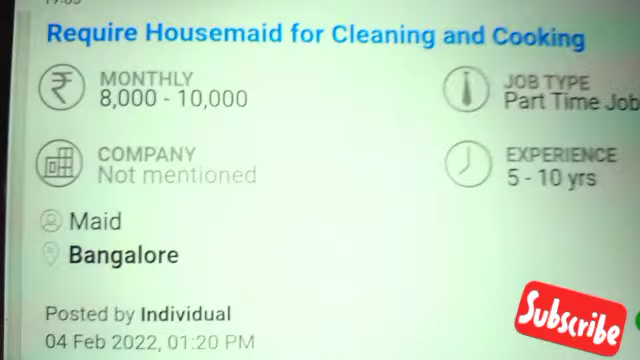 Require Housemaid for Cleaning and Cooking
MONTHLY
8,000 - 10,000
JOB TYPE
Part Time Job
COMPANY
Not mentioned
EXPERIENCE
5 - 10 yrs
Maid
Bangalore
Posted by Individual
04 Feb 2022, 01:20 PM
Subscribe